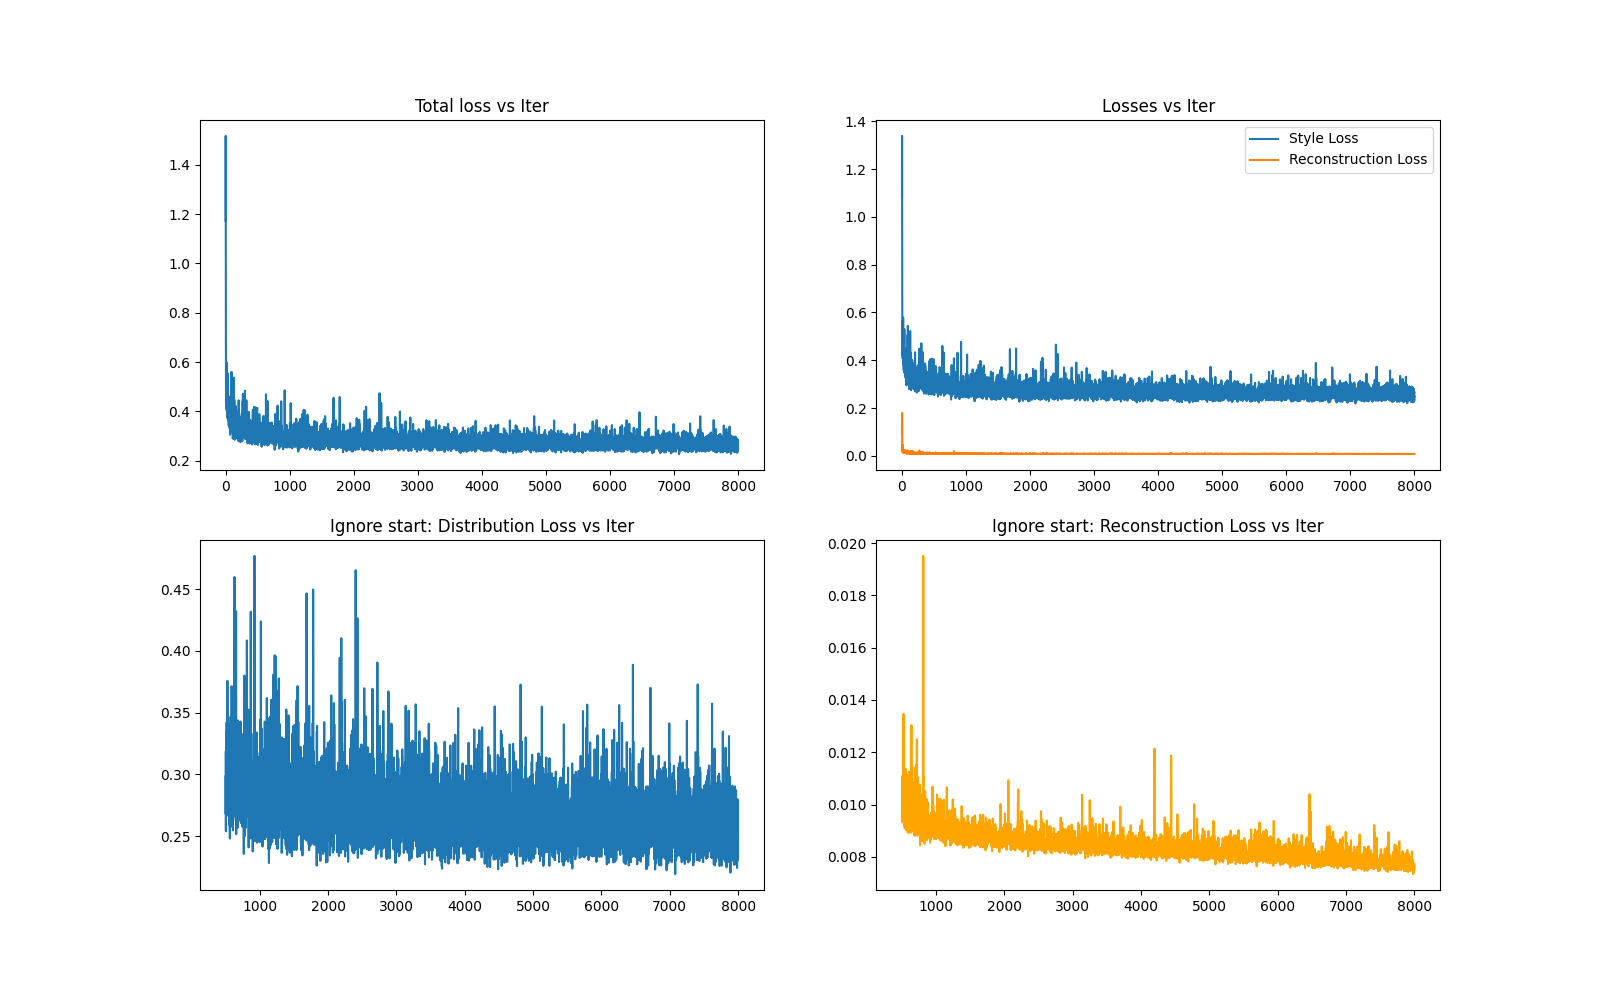 Total loss vs Iter
1.4
1.2
1.0
0.8
0.6
0.4
0.2
0 1000 2000 3000 4000 5000 6000 7000 8000
Losses vs Iter
Style Loss
Reconstruction Loss
1.4
1.2
1.0
0.8
0.6
0.4
0.2
0.0
0 1000 2000 3000 4000 5000 6000 7000 8000
Ignore start: Distribution Loss vs Iter
0.45
0.40
0.35
0.30
0.25
1000 2000 3000 4000 5000 6000 7000 8000
Ignore start: Reconstruction Loss vs Iter
0.020
0.018
0.016
0.014
0.012
0.010
0.008
1000 2000 3000 4000 5000 6000 7000 8000